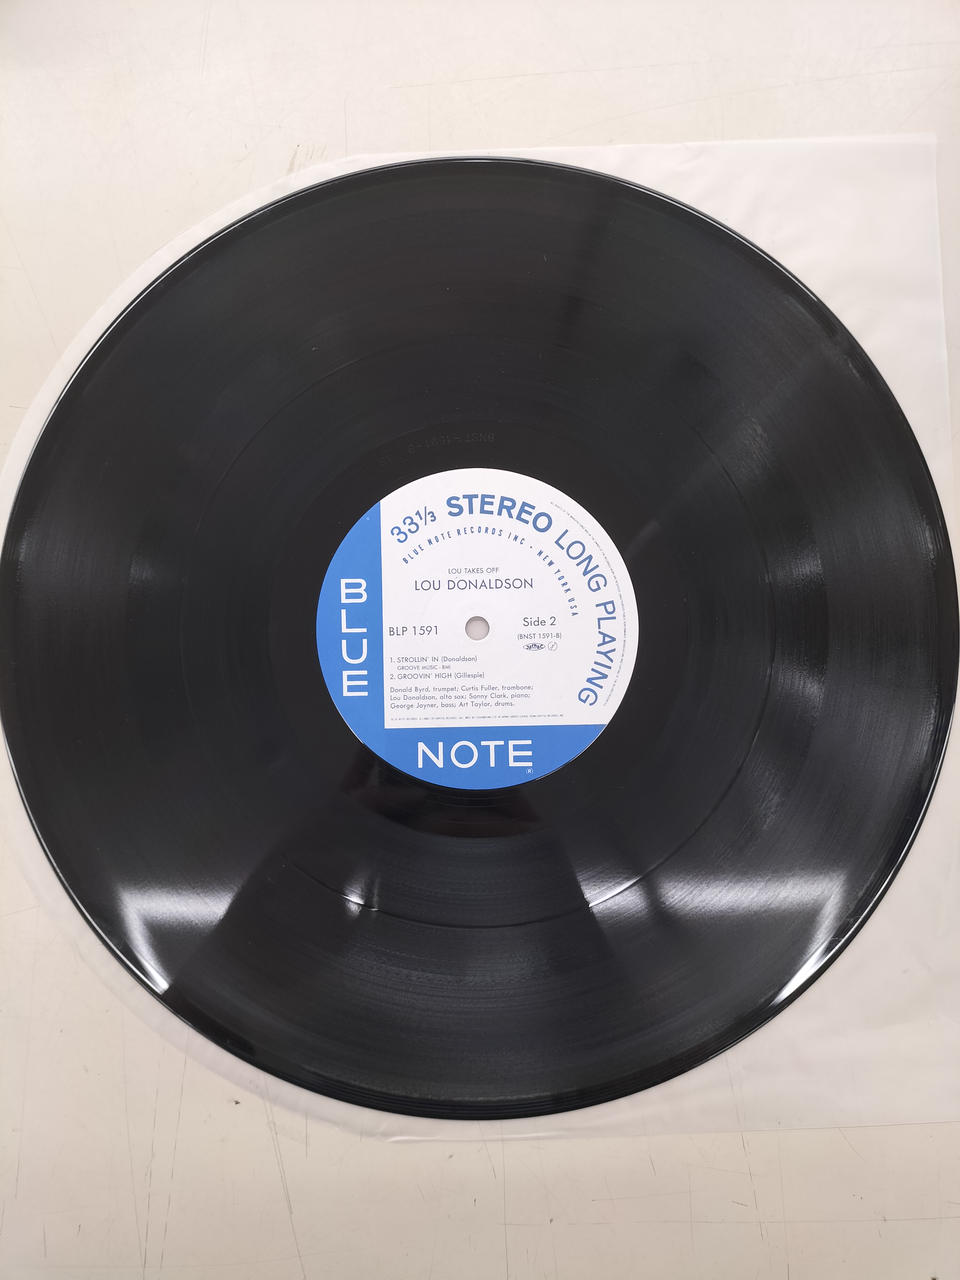 BNST-1591-B
33⅓ STEREO LONG PLAYING
BLUE NOTE RECORDS INC · NEW YORK USA
LOU TAKES OFF
LOU DONALDSON
BLP 1591
Side 2
(BNST 1591-B)
1. STROLLIN' IN (Donaldson)
GROOVE MUSIC - BMI
2. GROOVIN' HIGH (Gillespie)
Donald Byrd, trumpet; Curtis Fuller, trombone;
Lou Donaldson, alto sax; Sonny Clark, piano;
George Joyner, bass; Art Taylor, drums.
BLUE
NOTE
®